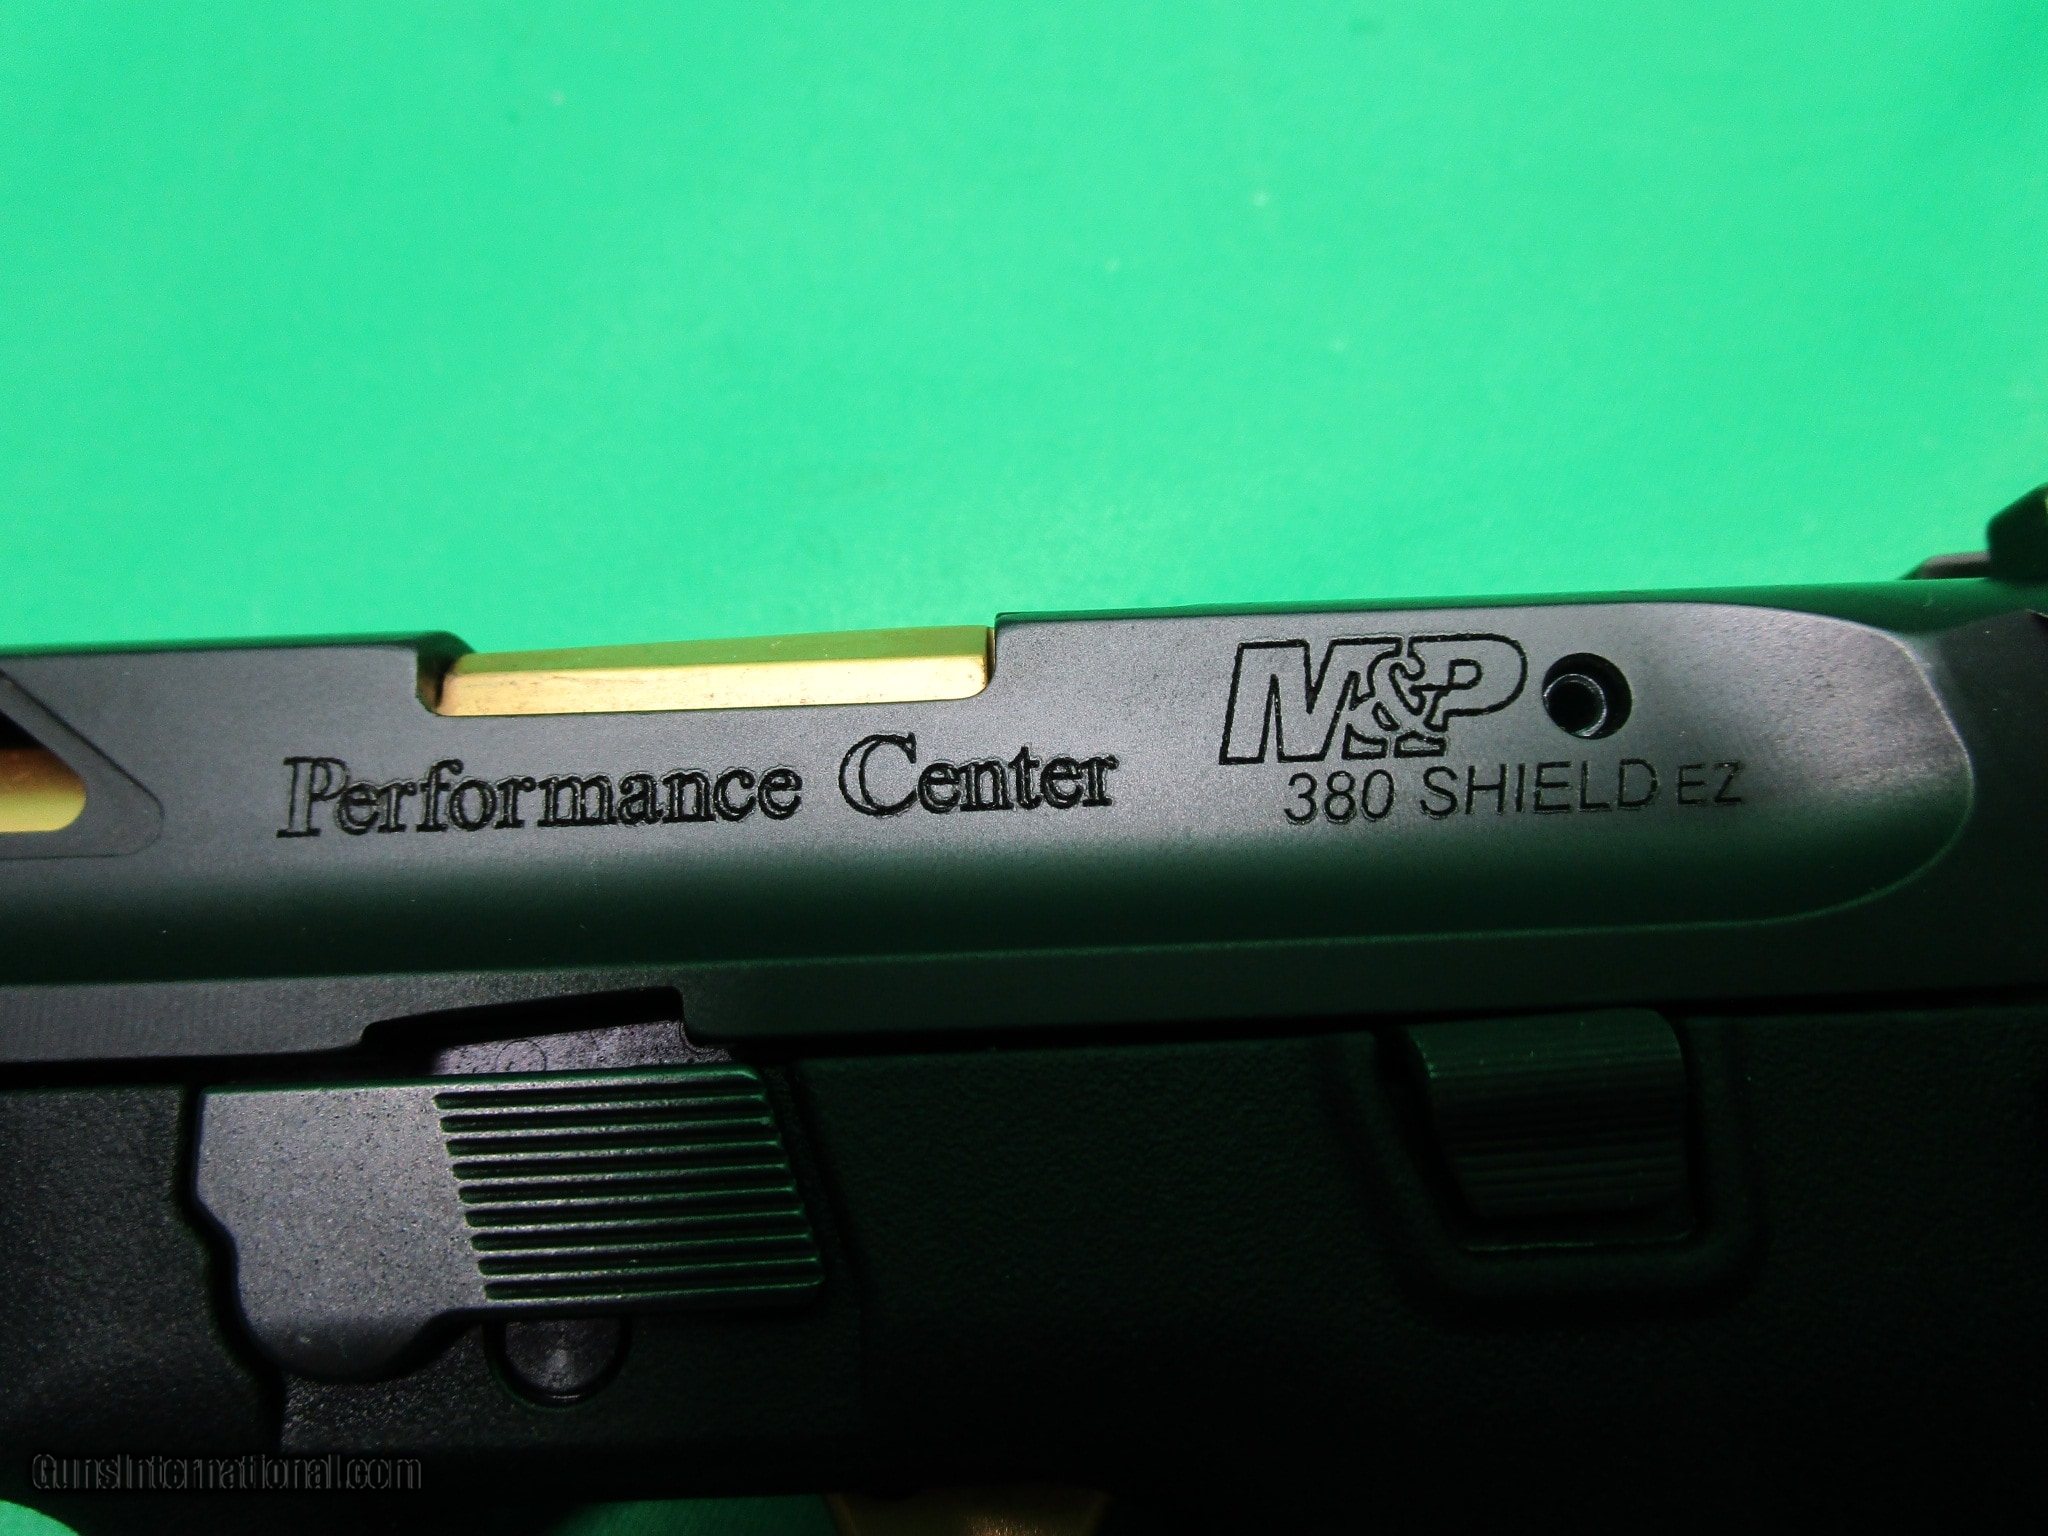 M&P
Performance Center
380 SHIELD EZ
GunsInternational.com